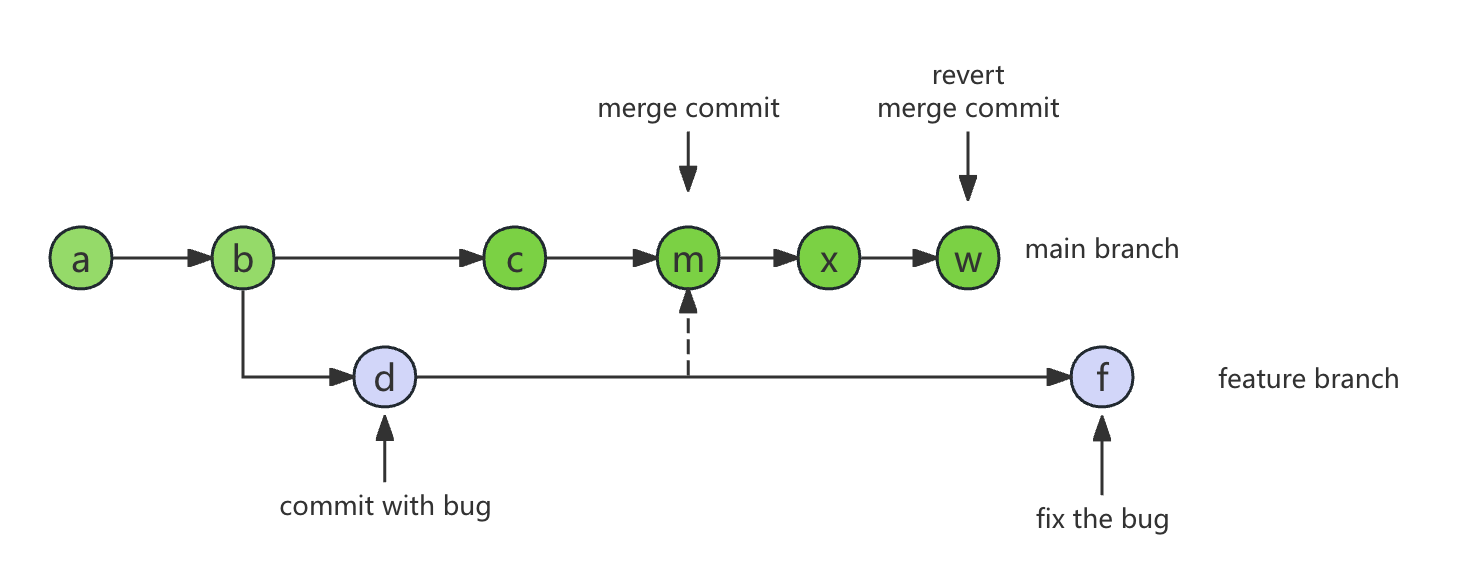 revert
merge commit
merge commit
a
b
c
m
x
w
main branch
d
f
feature branch
commit with bug
fix the bug